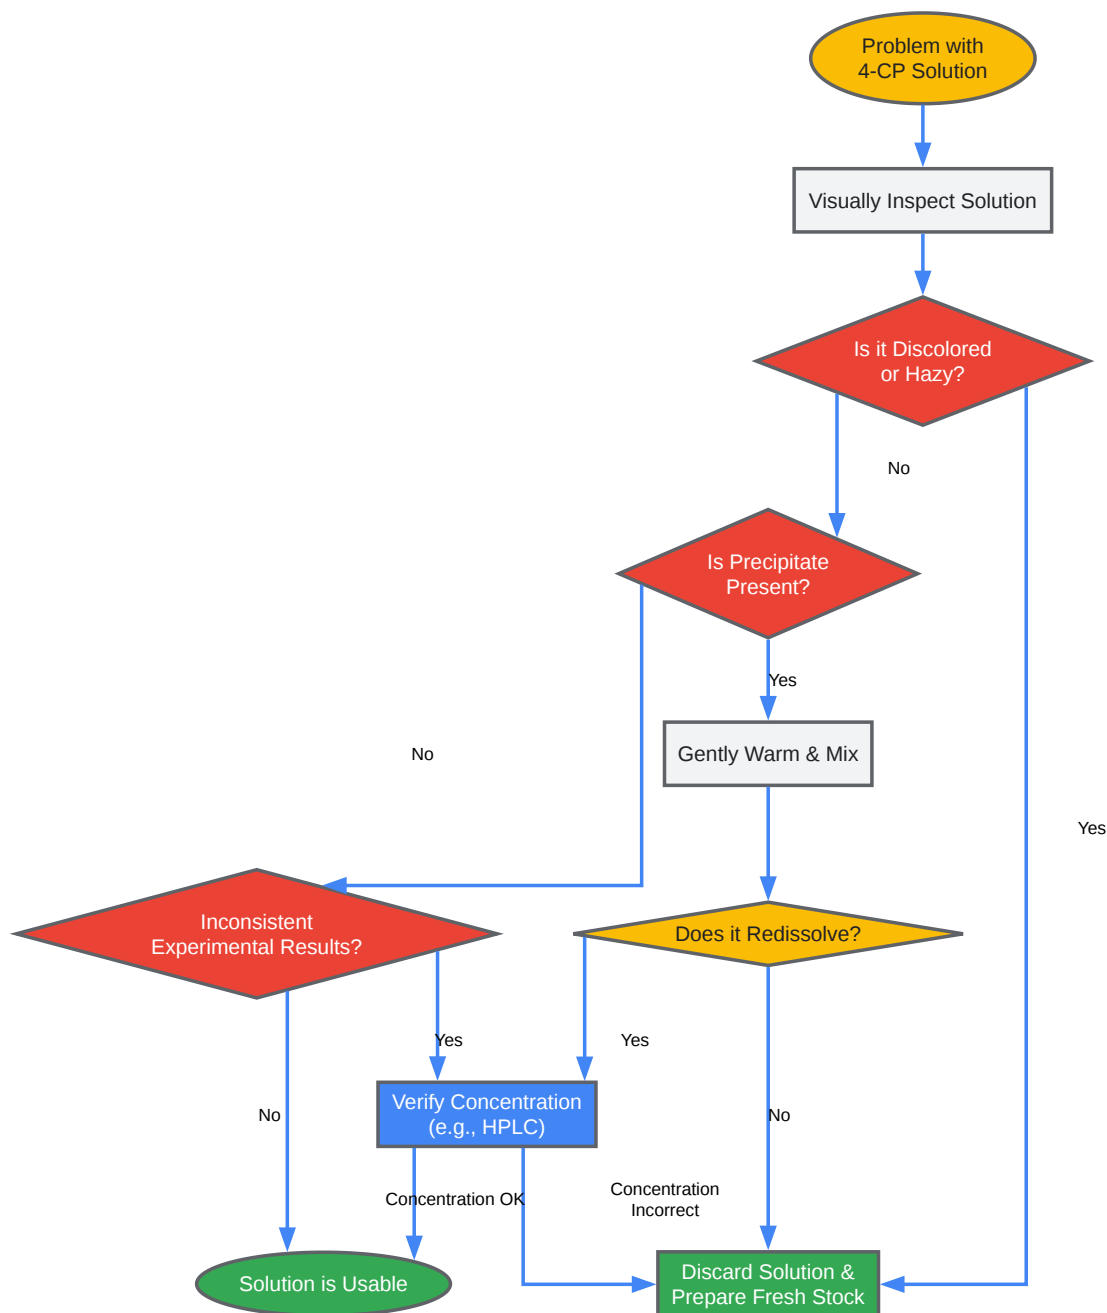 Problem with
4-CP Solution
Visually Inspect Solution
Is it Discolored
or Hazy?
No
Is Precipitate
Present?
Yes
No
Gently Warm & Mix
Yes
Inconsistent
Experimental Results?
Does it Redissolve?
Yes
Yes
Verify Concentration
(e.g., HPLC)
No
No
Concentration OK
Concentration
Incorrect
Solution is Usable
Discard Solution &
Prepare Fresh Stock